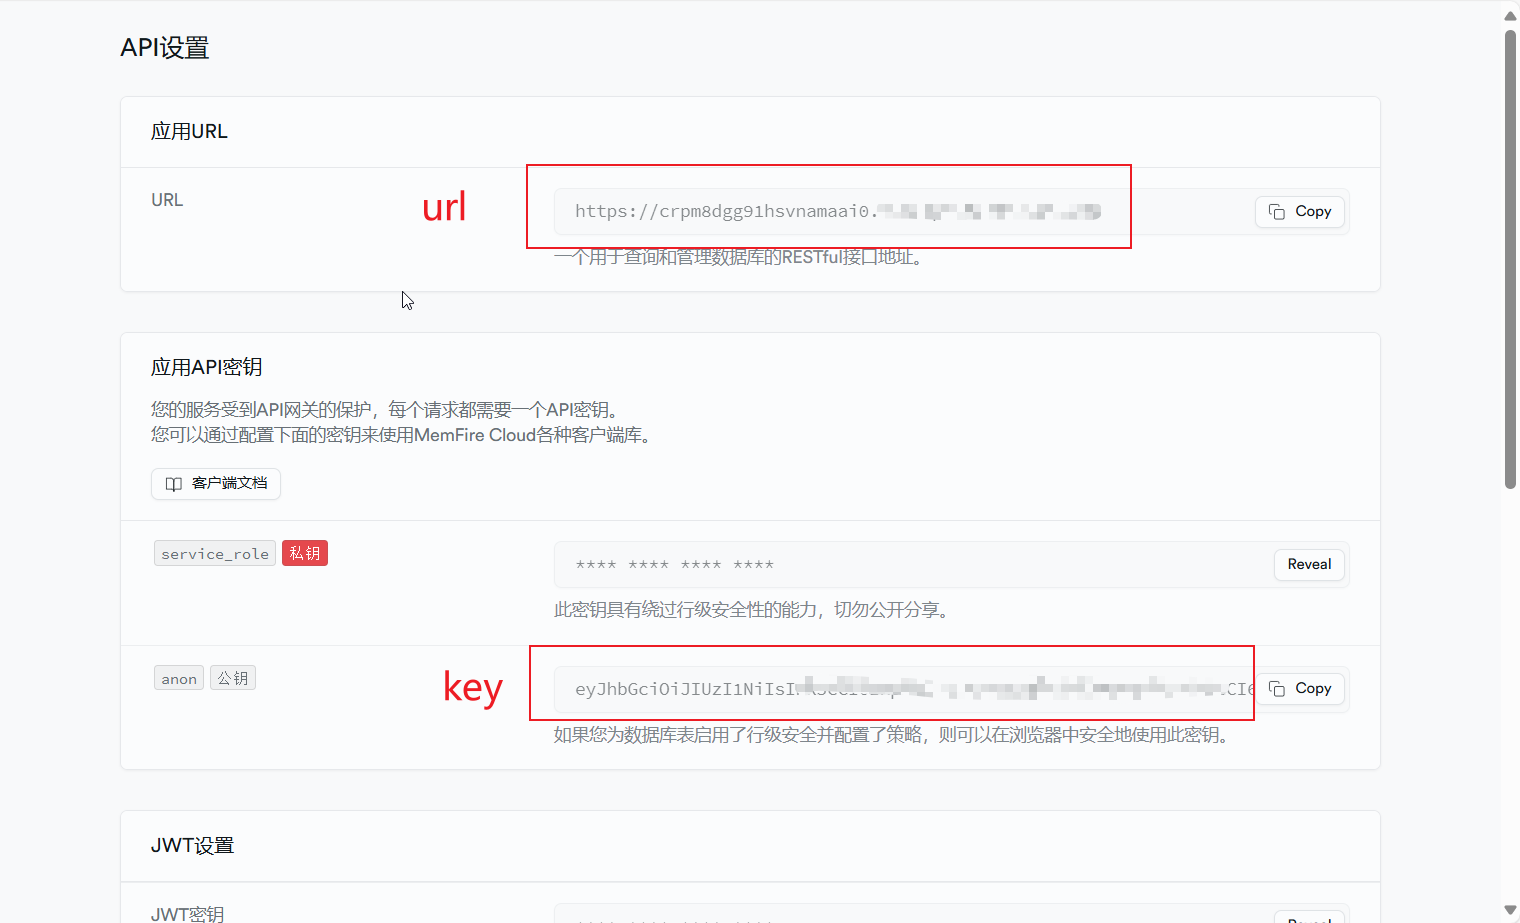 API设置
应用URL
URL
url
https://crpm8dgg91hsvnamaai0.
Copy
一个用于查询和管理数据库的RESTful接口地址。
应用API密钥
您的服务受到API网关的保护，每个请求都需要一个API密钥。
您可以通过配置下面的密钥来使用MemFire Cloud各种客户端库。
客户端文档
service_role 私钥
**** **** **** ****
Reveal
此密钥具有绕过行级安全性的能力，切勿公开分享。
anon 公钥
key
eyJhbGciOiJIUzI1NiIsI
Copy
如果您为数据库表启用了行级安全并配置了策略，则可以在浏览器中安全地使用此密钥。
JWT设置
JWT密钥
Reveal